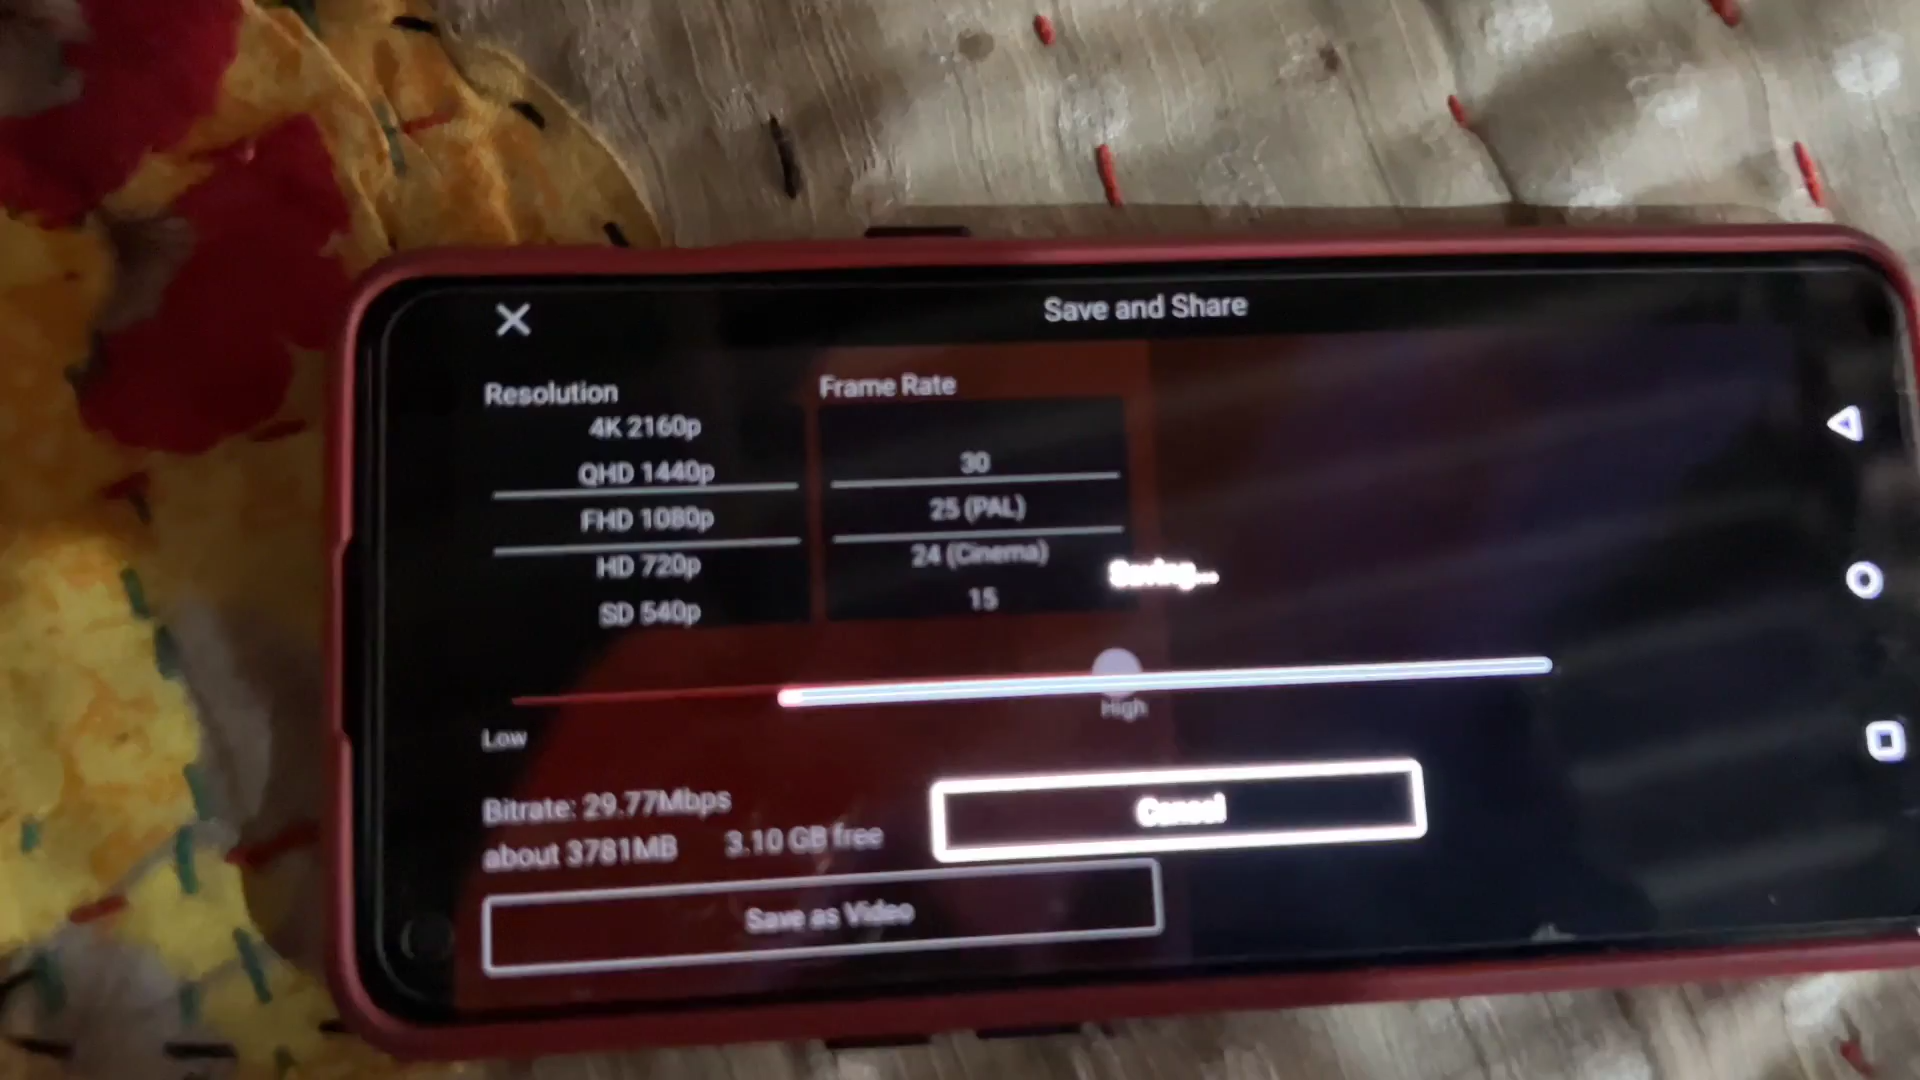 Save and Share
Resolution
4K 2160p
QHD 1440p
FHD 1080p
HD 720p
SD 540p
Frame Rate
30
25 (PAL)
24 (Cinema)
15
Saving...
Low
High
Bitrate: 29.77Mbps
about 3781MB
3.10 GB free
Cancel
Save as Video